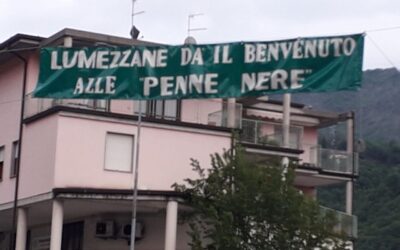 LUMEZZANE DA' IL BENVENUTO
ALLE "PENNE NERE"